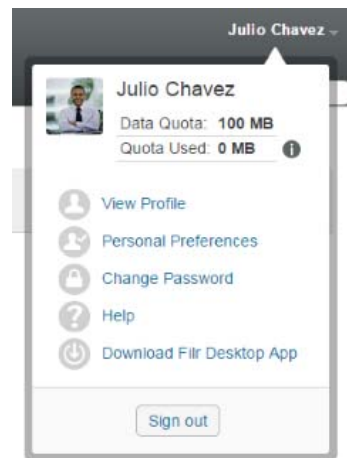 Julio Chavez
Julio Chavez
Data Quota: 100 MB
Quota Used: 0 MB
View Profile
Personal Preferences
Change Password
Help
Download Filr Desktop App
Sign out